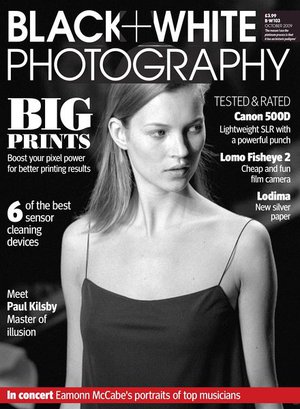 BLACK+WHITE
PHOTOGRAPHY
£3.99
B+W 103
OCTOBER 2009
BIG
PRINTS
Boost your pixel power
for better printing results
6 of the best
sensor
cleaning
devices
Meet
Paul Kilsby
Master of
illusion
TESTED & RATED
Canon 500D
Lightweight SLR with
a powerful punch
Lomo Fisheye 2
Cheap and fun
film camera
Lodima
New silver
paper
In concert Eamonn McCabe's portraits of top musicians